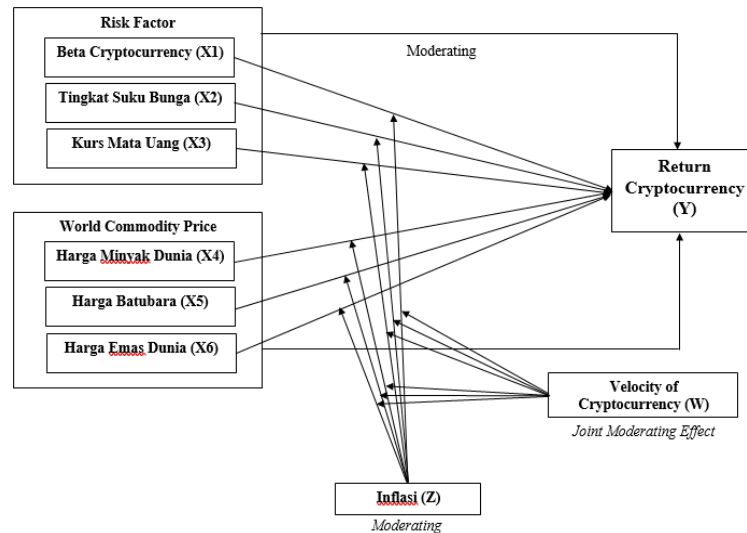 Risk Factor
Beta Cryptocurrency (X1)
Tingkat Suku Bunga (X2)
Kurs Mata Uang (X3)
Moderating
Return
Cryptocurrency
(Y)
World Commodity Price
Harga Minyak Dunia (X4)
Harga Batubara (X5)
Harga Emas Dunia (X6)
Velocity of
Cryptocurrency (W)
Joint Moderating Effect
Inflasi (Z)
Moderating